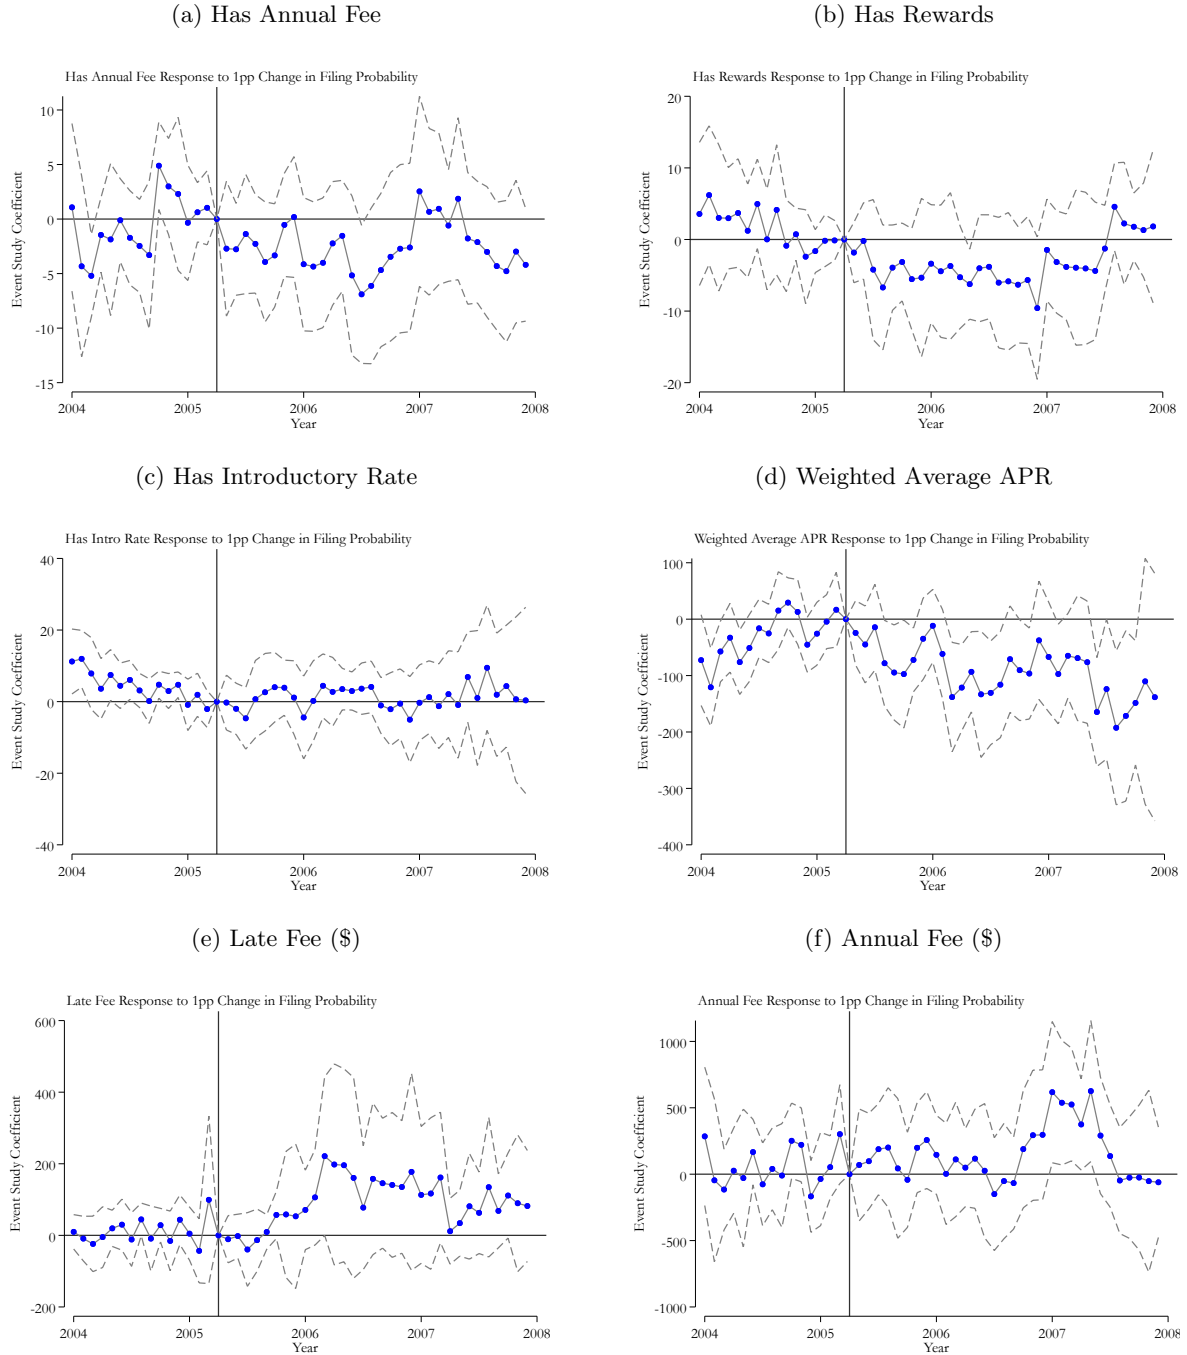 (a) Has Annual Fee
Has Annual Fee Response to 1pp Change in Filing Probability
Event Study Coefficient
10
5
0
-5
-10
-15
2004 2005 2006 2007 2008
Year
(b) Has Rewards
Has Rewards Response to 1pp Change in Filing Probability
Event Study Coefficient
20
10
0
-10
-20
2004 2005 2006 2007 2008
Year
(c) Has Introductory Rate
Has Intro Rate Response to 1pp Change in Filing Probability
Event Study Coefficient
40
20
0
-20
-40
2004 2005 2006 2007 2008
Year
(d) Weighted Average APR
Weighted Average APR Response to 1pp Change in Filing Probability
Event Study Coefficient
100
0
-100
-200
-300
-400
2004 2005 2006 2007 2008
Year
(e) Late Fee ($)
Late Fee Response to 1pp Change in Filing Probability
Event Study Coefficient
600
400
200
0
-200
2004 2005 2006 2007 2008
Year
(f) Annual Fee ($)
Annual Fee Response to 1pp Change in Filing Probability
Event Study Coefficient
1000
500
0
-500
-1000
2004 2005 2006 2007 2008
Year